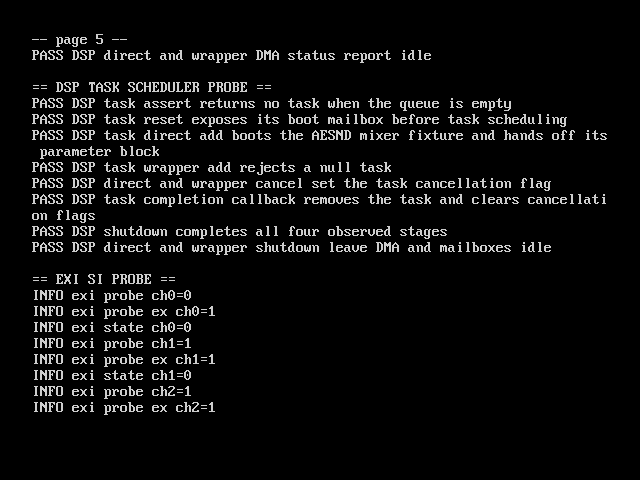 -- page 5 --
PASS DSP direct and wrapper DMA status report idle
== DSP TASK SCHEDULER PROBE ==
PASS DSP task assert returns no task when the queue is empty
PASS DSP task reset exposes its boot mailbox before task scheduling
PASS DSP task direct add boots the AESND mixer fixture and hands off its
parameter block
PASS DSP task wrapper add rejects a null task
PASS DSP direct and wrapper cancel set the task cancellation flag
PASS DSP task completion callback removes the task and clears cancellati
on flags
PASS DSP shutdown completes all four observed stages
PASS DSP direct and wrapper shutdown leave DMA and mailboxes idle
== EXI SI PROBE ==
INFO exi probe ch0=0
INFO exi probe ex ch0=1
INFO exi state ch0=0
INFO exi probe ch1=1
INFO exi probe ex ch1=1
INFO exi state ch1=0
INFO exi probe ch2=1
INFO exi probe ex ch2=1